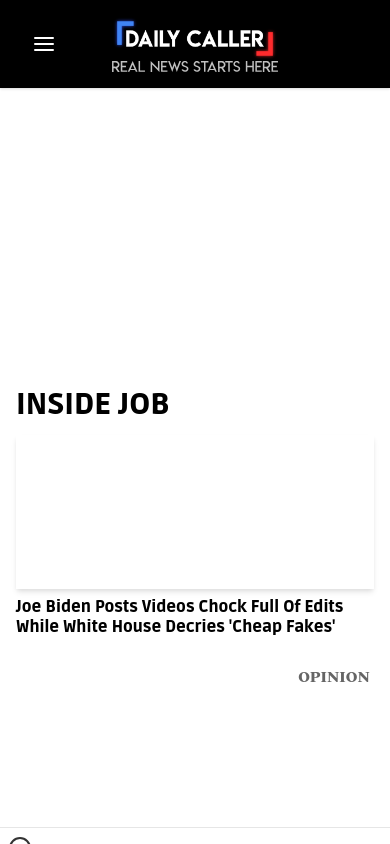 DAILY CALLER
REAL NEWS STARTS HERE
INSIDE JOB
Joe Biden Posts Videos Chock Full Of Edits
While White House Decries 'Cheap Fakes'
OPINION